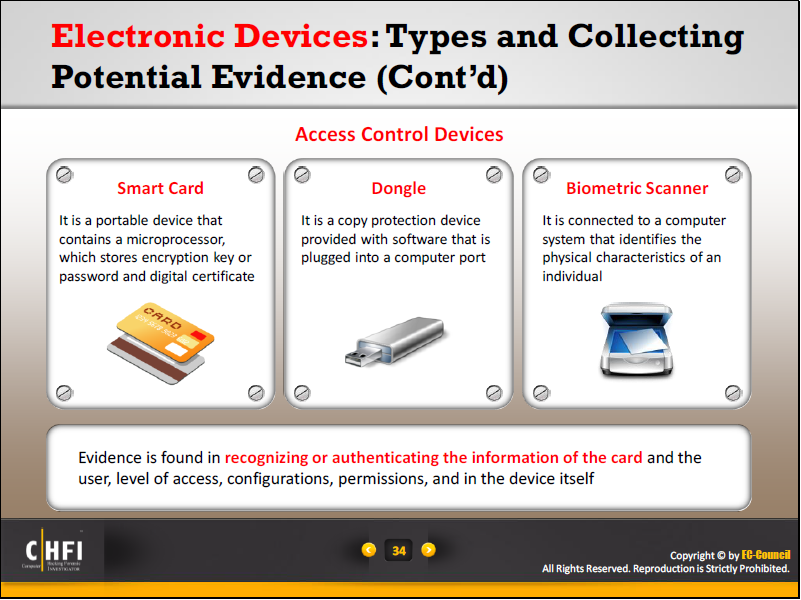 Electronic Devices: Types and Collecting
Potential Evidence (Cont’d)
Access Control Devices
Smart Card
It is a portable device that
contains a microprocessor,
which stores encryption key or
password and digital certificate
CARD
Dongle
It is a copy protection device
provided with software that is
plugged into a computer port
Biometric Scanner
It is connected to a computer
system that identifies the
physical characteristics of an
individual
Evidence is found in recognizing or authenticating the information of the card and the
user, level of access, configurations, permissions, and in the device itself
CHFI
Computer Hacking Forensic
INVESTIGATOR
34
Copyright © by EC-Council
All Rights Reserved. Reproduction is Strictly Prohibited.